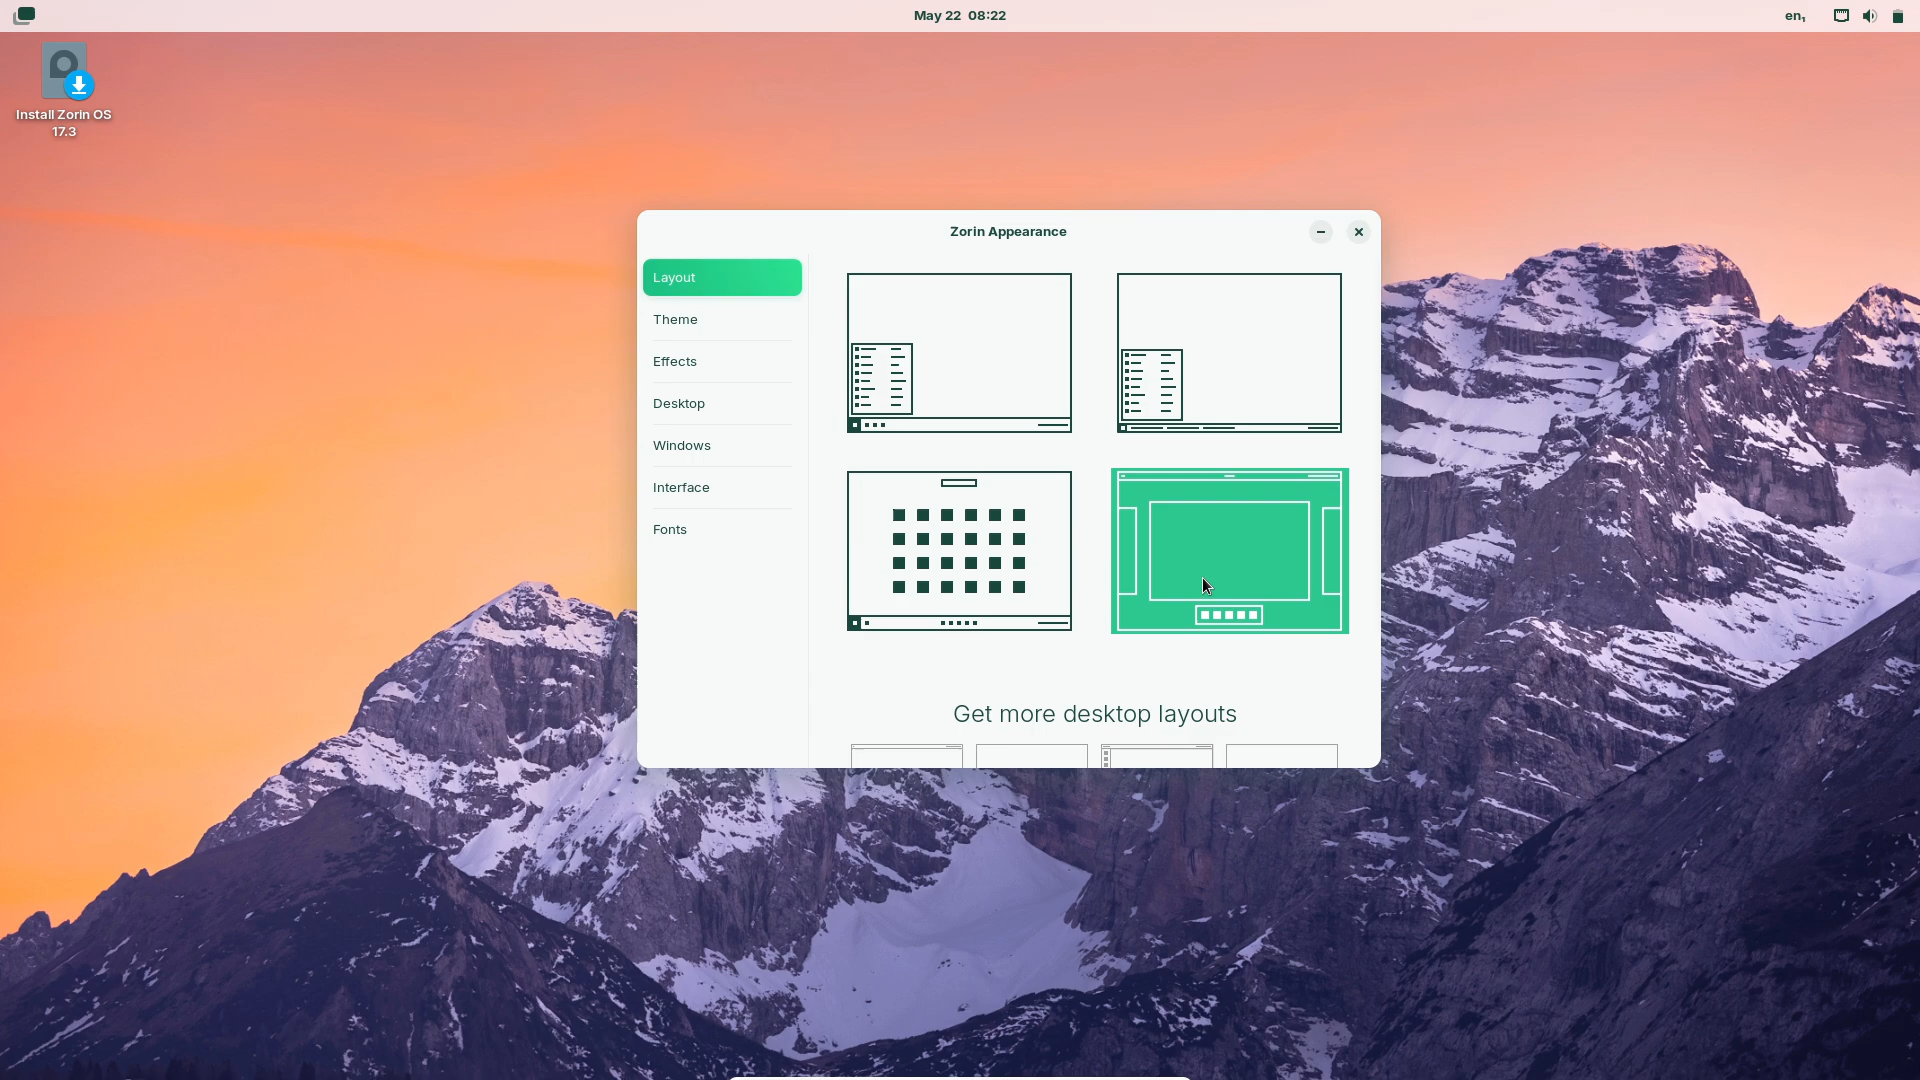 May 22 08:22
en₁
Install Zorin OS
17.3
Zorin Appearance
Layout
Theme
Effects
Desktop
Windows
Interface
Fonts
Get more desktop layouts